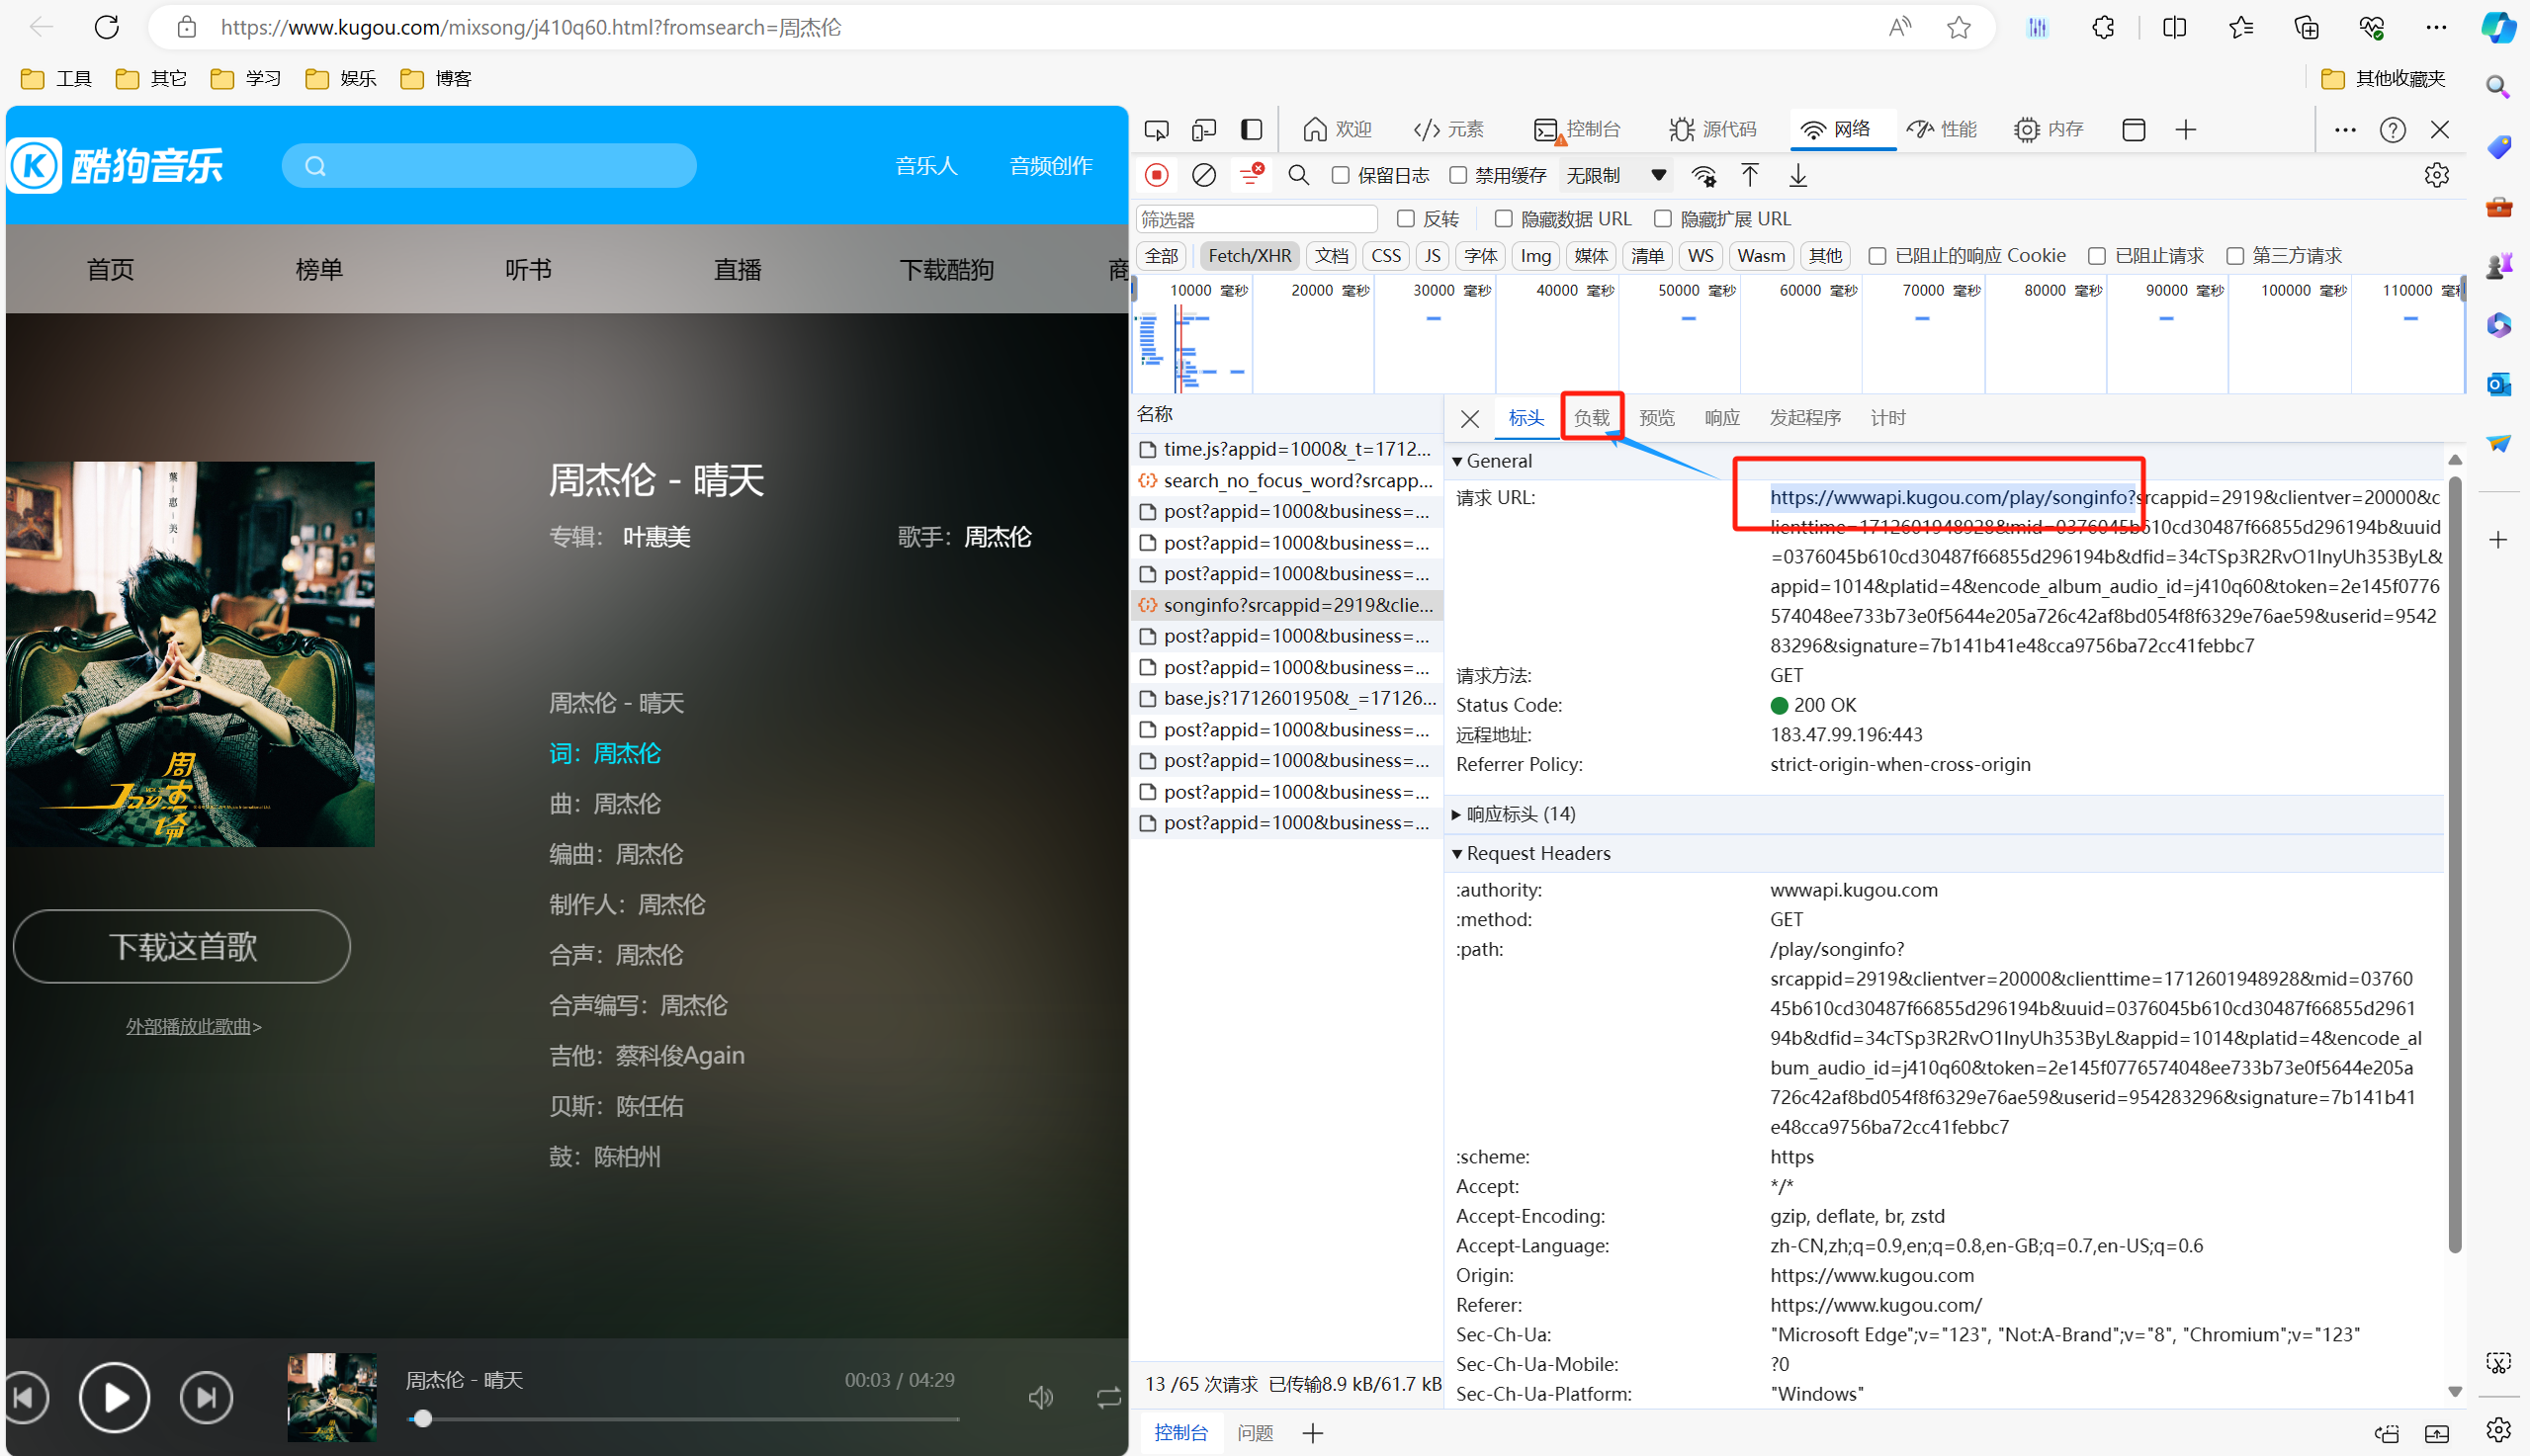 https://www.kugou.com/mixsong/j410q60.html?fromsearch=周杰伦
工具
其它
学习
娱乐
博客
其他收藏夹
酷狗音乐
音乐人
音频创作
首页
榜单
听书
直播
下载酷狗
商
葉惠美
周杰伦 - 晴天
专辑： 叶惠美
歌手：周杰伦
周杰伦 - 晴天
词：周杰伦
曲：周杰伦
编曲：周杰伦
制作人：周杰伦
合声：周杰伦
合声编写：周杰伦
吉他：蔡科俊Again
贝斯：陈任佑
鼓：陈柏州
Jay
周杰倫
下载这首歌
外部播放此歌曲>
周杰伦 - 晴天
00:03 / 04:29
欢迎
元素
控制台
源代码
网络
性能
内存
保留日志
禁用缓存
无限制
筛选器
反转
隐藏数据 URL
隐藏扩展 URL
全部
Fetch/XHR
文档
CSS
JS
字体
Img
媒体
清单
WS
Wasm
其他
已阻止的响应 Cookie
已阻止请求
第三方请求
10000 毫秒
20000 毫秒
30000 毫秒
40000 毫秒
50000 毫秒
60000 毫秒
70000 毫秒
80000 毫秒
90000 毫秒
100000 毫秒
110000 毫秒
名称
time.js?appid=1000&_t=1712...
search_no_focus_word?srcapp...
post?appid=1000&business=...
post?appid=1000&business=...
post?appid=1000&business=...
songinfo?srcappid=2919&clie...
post?appid=1000&business=...
post?appid=1000&business=...
base.js?1712601950&_=17126...
post?appid=1000&business=...
post?appid=1000&business=...
post?appid=1000&business=...
post?appid=1000&business=...
13 /65 次请求 已传输8.9 kB/61.7 kB
标头
负载
预览
响应
发起程序
计时
General
请求 URL:
https://wwwapi.kugou.com/play/songinfo?srcappid=2919&clientver=20000&c
lienttime=1712601948928&mid=0376045b610cd30487f66855d296194b&uuid
=0376045b610cd30487f66855d296194b&dfid=34cTSp3R2RvO1lnyUh353ByL&
appid=1014&platid=4&encode_album_audio_id=j410q60&token=2e145f0776
574048ee733b73e0f5644e205a726c42af8bd054f8f6329e76ae59&userid=9542
83296&signature=7b141b41e48cca9756ba72cc41febbc7
请求方法:
GET
Status Code:
200 OK
远程地址:
183.47.99.196:443
Referrer Policy:
strict-origin-when-cross-origin
响应标头 (14)
Request Headers
:authority:
wwwapi.kugou.com
:method:
GET
:path:
/play/songinfo?
srcappid=2919&clientver=20000&clienttime=1712601948928&mid=03760
45b610cd30487f66855d296194b&uuid=0376045b610cd30487f66855d2961
94b&dfid=34cTSp3R2RvO1lnyUh353ByL&appid=1014&platid=4&encode_al
bum_audio_id=j410q60&token=2e145f0776574048ee733b73e0f5644e205a
726c42af8bd054f8f6329e76ae59&userid=954283296&signature=7b141b41
e48cca9756ba72cc41febbc7
:scheme:
https
Accept:
*/*
Accept-Encoding:
gzip, deflate, br, zstd
Accept-Language:
zh-CN,zh;q=0.9,en;q=0.8,en-GB;q=0.7,en-US;q=0.6
Origin:
https://www.kugou.com
Referer:
https://www.kugou.com/
Sec-Ch-Ua:
"Microsoft Edge";v="123", "Not:A-Brand";v="8", "Chromium";v="123"
Sec-Ch-Ua-Mobile:
?0
Sec-Ch-Ua-Platform:
"Windows"
控制台
问题